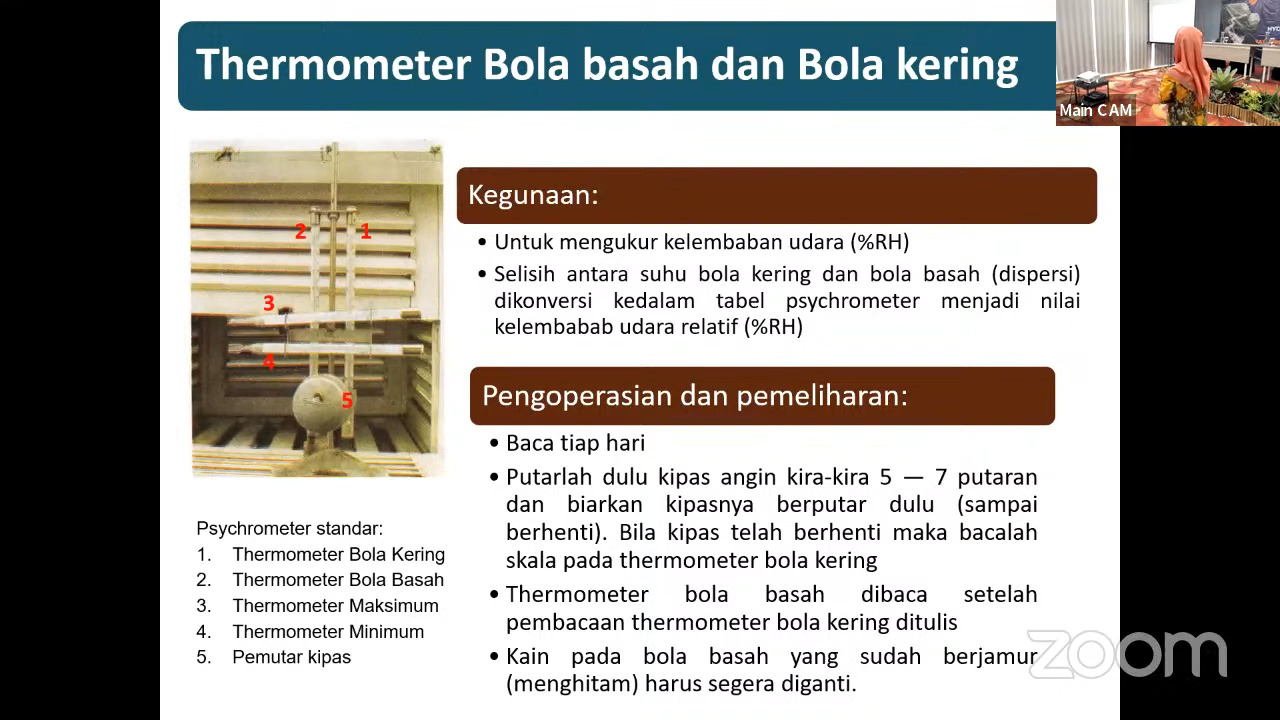 Thermometer Bola basah dan Bola kering
Main CAM
2
1
3
4
5
Psychrometer standar:
1. Thermometer Bola Kering
2. Thermometer Bola Basah
3. Thermometer Maksimum
4. Thermometer Minimum
5. Pemutar kipas
Kegunaan:
• Untuk mengukur kelembaban udara (%RH)
• Selisih antara suhu bola kering dan bola basah (dispersi)
dikonversi kedalam tabel psychrometer menjadi nilai
kelembabab udara relatif (%RH)
Pengoperasian dan pemeliharan:
• Baca tiap hari
• Putarlah dulu kipas angin kira-kira 5 — 7 putaran
dan biarkan kipasnya berputar dulu (sampai
berhenti). Bila kipas telah berhenti maka bacalah
skala pada thermometer bola kering
• Thermometer bola basah dibaca setelah
pembacaan thermometer bola kering ditulis
• Kain pada bola basah yang sudah berjamur
(menghitam) harus segera diganti.
zoom